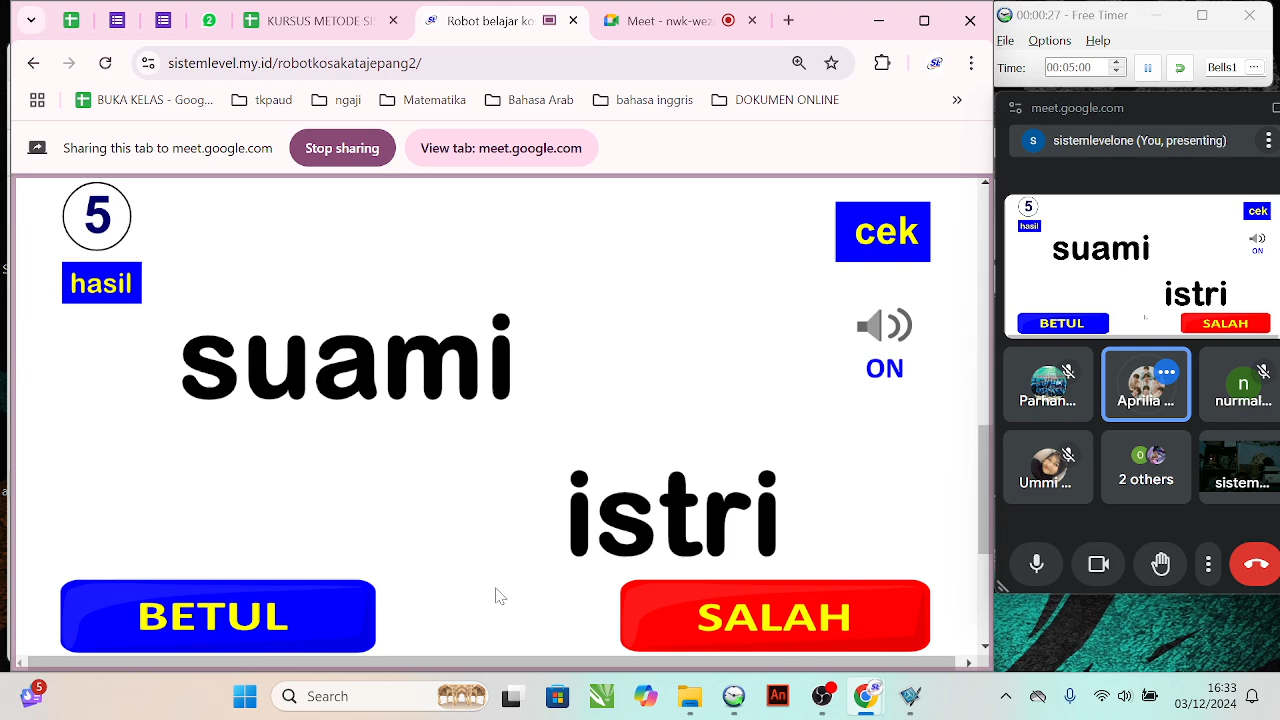 2
KURSUS METODE SI
Robot belajar ko
Meet - nwk-wez
00:00:27 - Free Timer
sistemlevel.my.id/robotkosakatajepang2/
File Options Help
Time: 00:05:00 Bells1 ...
BUKA KELAS - Goog...
tkpaud
ngaji
Matematika
Bahasa Arab
bahasa inggris
DOKUMEN ONLINE
meet.google.com
Sharing this tab to meet.google.com
Stop sharing
View tab: meet.google.com
s
sistemlevelone (You, presenting)
5
cek
hasil
suami
ON
istri
BETUL
SALAH
5
cek
hasil
suami
ON
istri
BETUL
SALAH
Parhan...
Aprilia ...
n
nurmal...
Ummi ...
2 others
sistem...
5
Search
An
16:33
03/12/2024